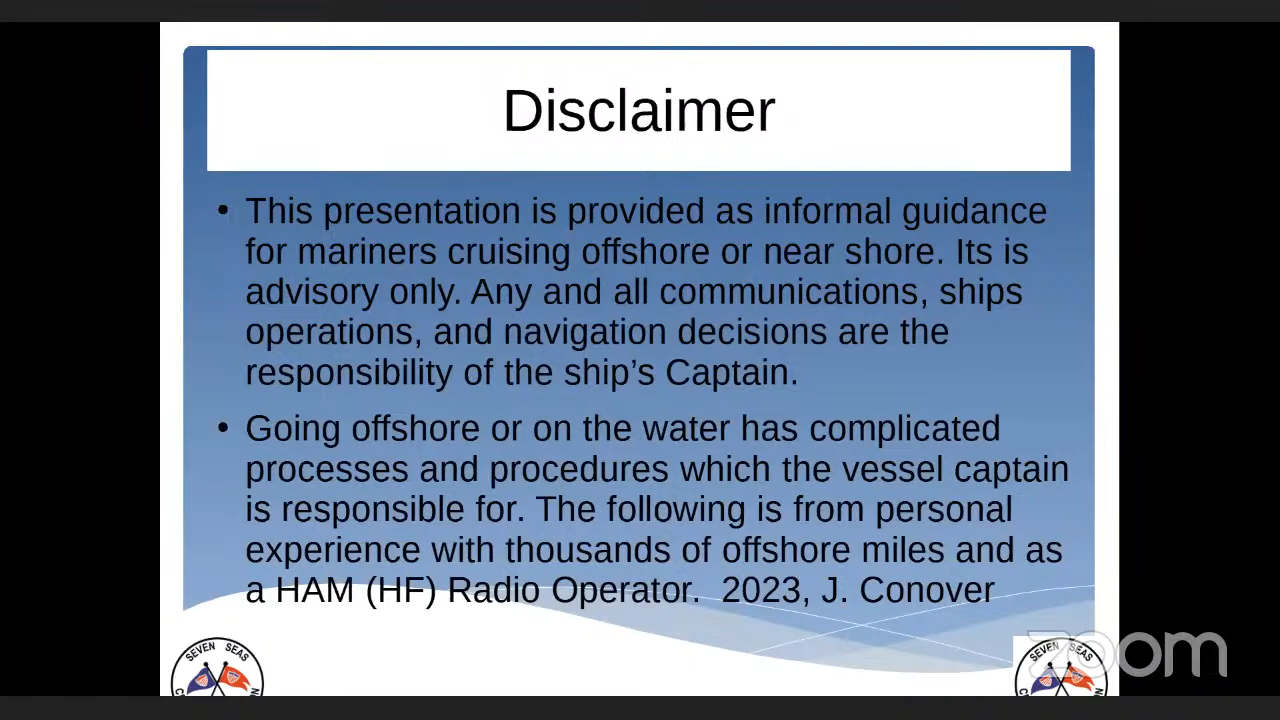 Disclaimer
• This presentation is provided as informal guidance
for mariners cruising offshore or near shore. Its is
advisory only. Any and all communications, ships
operations, and navigation decisions are the
responsibility of the ship’s Captain.
• Going offshore or on the water has complicated
processes and procedures which the vessel captain
is responsible for. The following is from personal
experience with thousands of offshore miles and as
a HAM (HF) Radio Operator.  2023, J. Conover
SEVEN SEAS
SEVEN SEAS
zoom